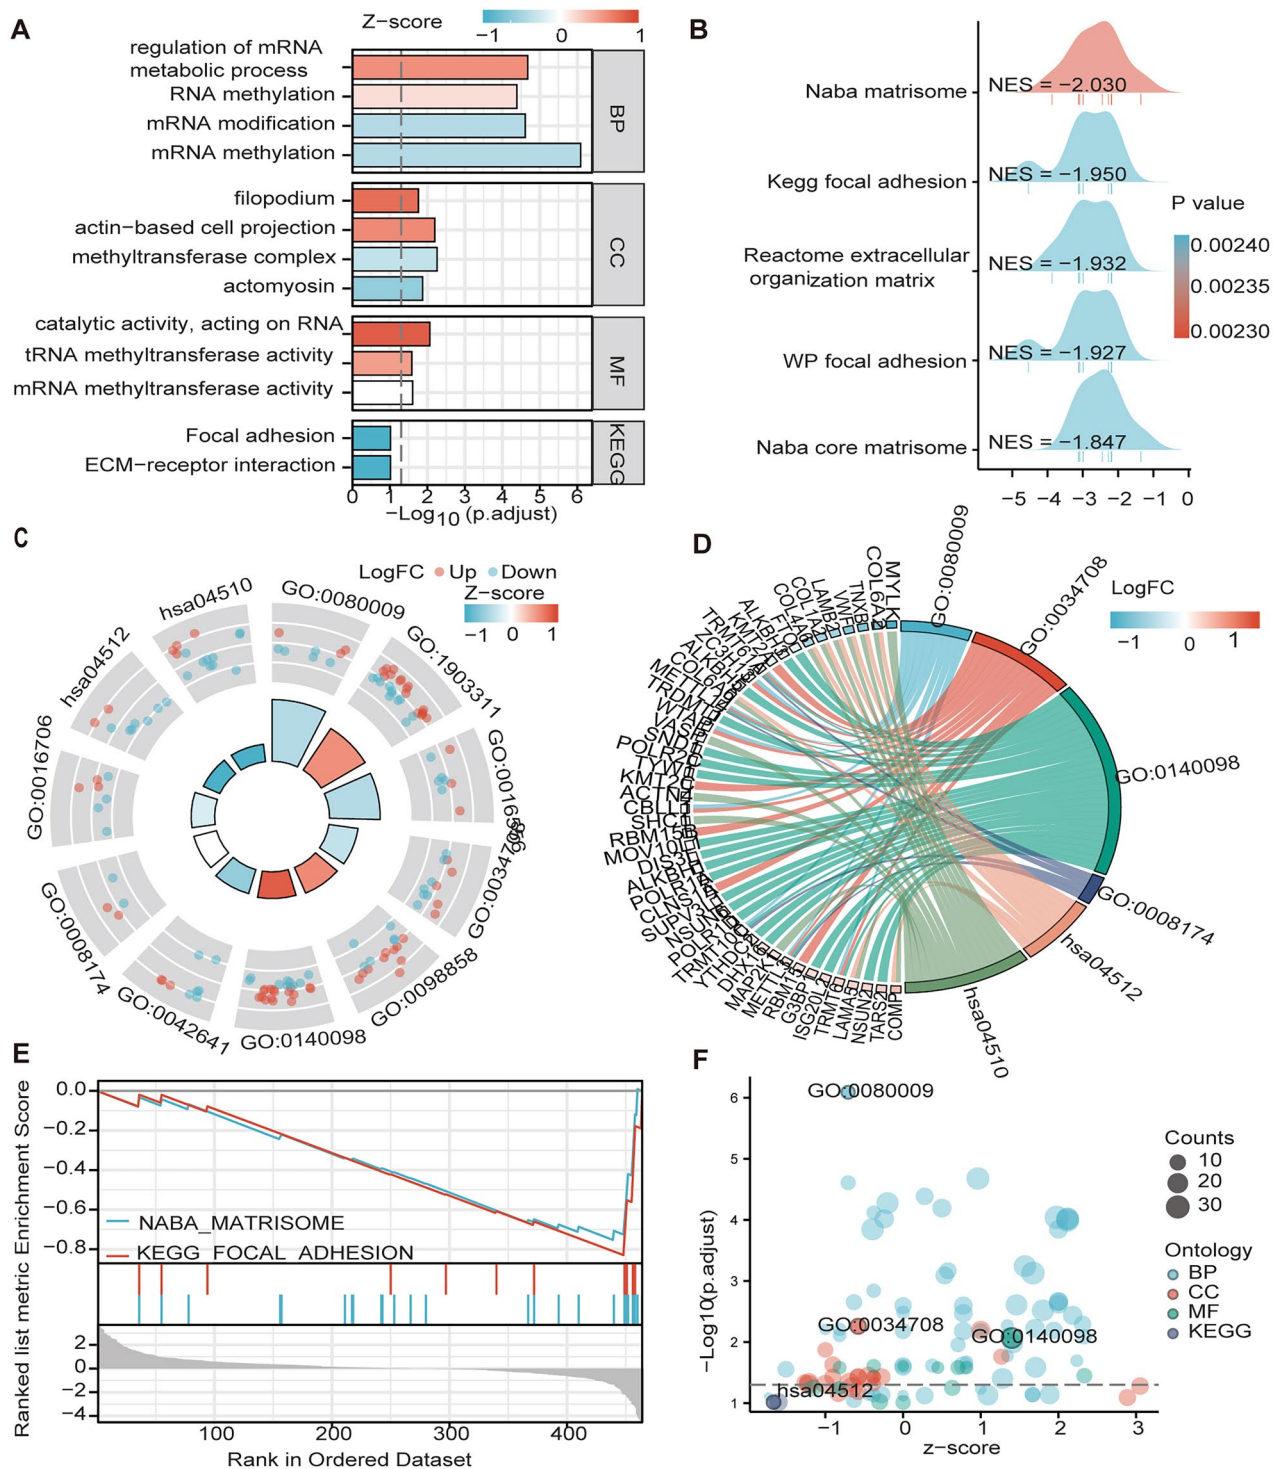 A
Z−score
−1 0 1
regulation of mRNA
metabolic process
RNA methylation
mRNA modification
mRNA methylation
BP
filopodium
actin−based cell projection
methyltransferase complex
actomyosin
CC
catalytic activity, acting on RNA
tRNA methyltransferase activity
mRNA methyltransferase activity
MF
Focal adhesion
ECM−receptor interaction
KEGG
0 1 2 3 4 5 6
−Log10 (p.adjust)
B
Naba matrisome
NES = −2.030
Kegg focal adhesion
NES = −1.950
Reactome extracellular
organization matrix
NES = −1.932
WP focal adhesion
NES = −1.927
Naba core matrisome
NES = −1.847
−5 −4 −3 −2 −1 0
P value
0.00240
0.00235
0.00230
C
LogFC Up Down
Z−score
−1 0 1
GO:0080009
GO:1903311
GO:0034708
GO:0098858
GO:0140098
GO:0042641
GO:0008174
GO:0016706
hsa04512
hsa04510
D
LogFC
−1 0 1
GO:0080009
GO:0034708
GO:0140098
GO:0008174
hsa04512
hsa04510
MYLK
COL6A2
TNXB
VWF
KMT2C
ACTN4
CBLL1
SHC1
RBM15B
MOV10L1
DIS3L
RBM15
G3BP1
TRMT6
LAMA5
NSUN2
TARS2
COMP
E
Ranked list metric Enrichment Score
0.0
−0.2
−0.4
−0.6
−0.8
NABA_MATRISOME
KEGG_FOCAL_ADHESION
2
0
−2
−4
100 200 300 400
Rank in Ordered Dataset
F
GO:0080009
GO:0034708
GO:0140098
hsa04512
−Log10(p.adjust)
6
5
4
3
2
1
−1 0 1 2 3
z−score
Counts
10
20
30
Ontology
BP
CC
MF
KEGG